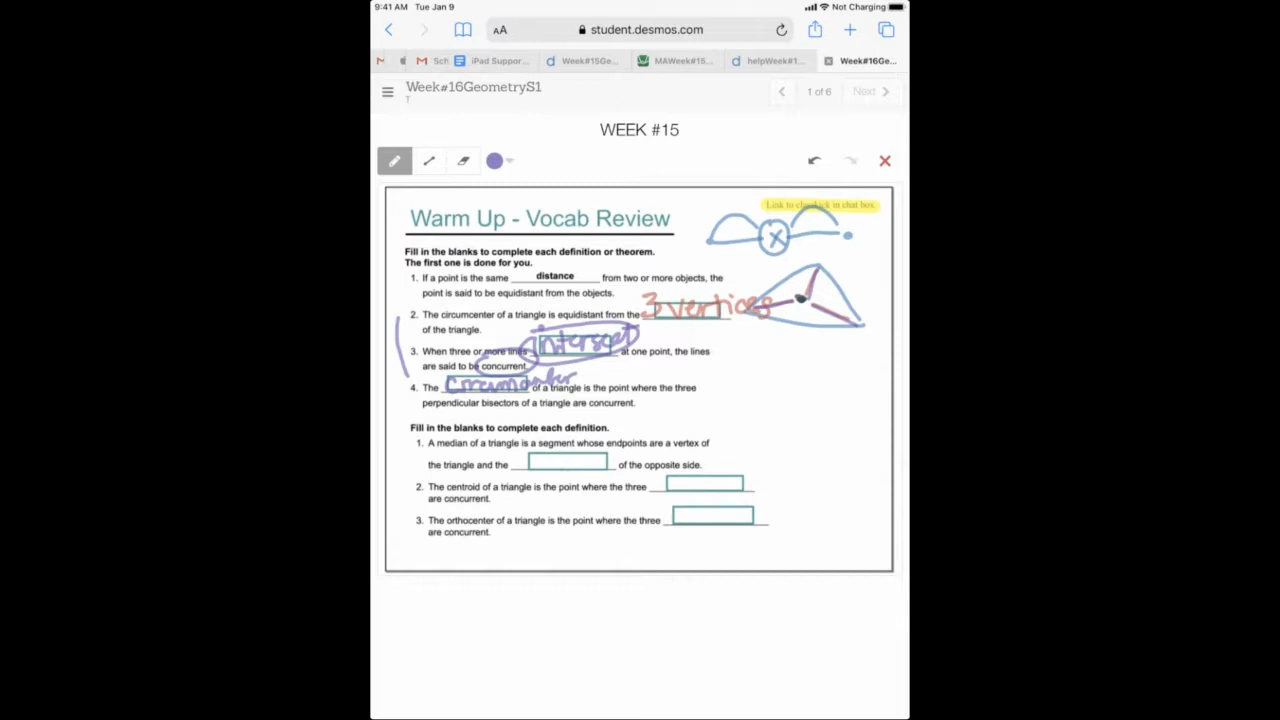 9:41 AM Tue Jan 9
Not Charging
AA
student.desmos.com
Sch
iPad Suppor...
Week#15Ge...
MAWeek#15...
helpWeek#1...
Week#16Ge...
Week#16GeometryS1
T
1 of 6
Next
WEEK #15
Link to classkick in chat box.
Warm Up - Vocab Review
X
Fill in the blanks to complete each definition or theorem.
The first one is done for you.
1. If a point is the same distance from two or more objects, the
point is said to be equidistant from the objects.
2. The circumcenter of a triangle is equidistant from the 3 vertices
of the triangle.
3. When three or more lines intersect at one point, the lines
are said to be concurrent.
4. The circumcenter of a triangle is the point where the three
perpendicular bisectors of a triangle are concurrent.
Fill in the blanks to complete each definition.
1. A median of a triangle is a segment whose endpoints are a vertex of
the triangle and the of the opposite side.
2. The centroid of a triangle is the point where the three
are concurrent.
3. The orthocenter of a triangle is the point where the three
are concurrent.